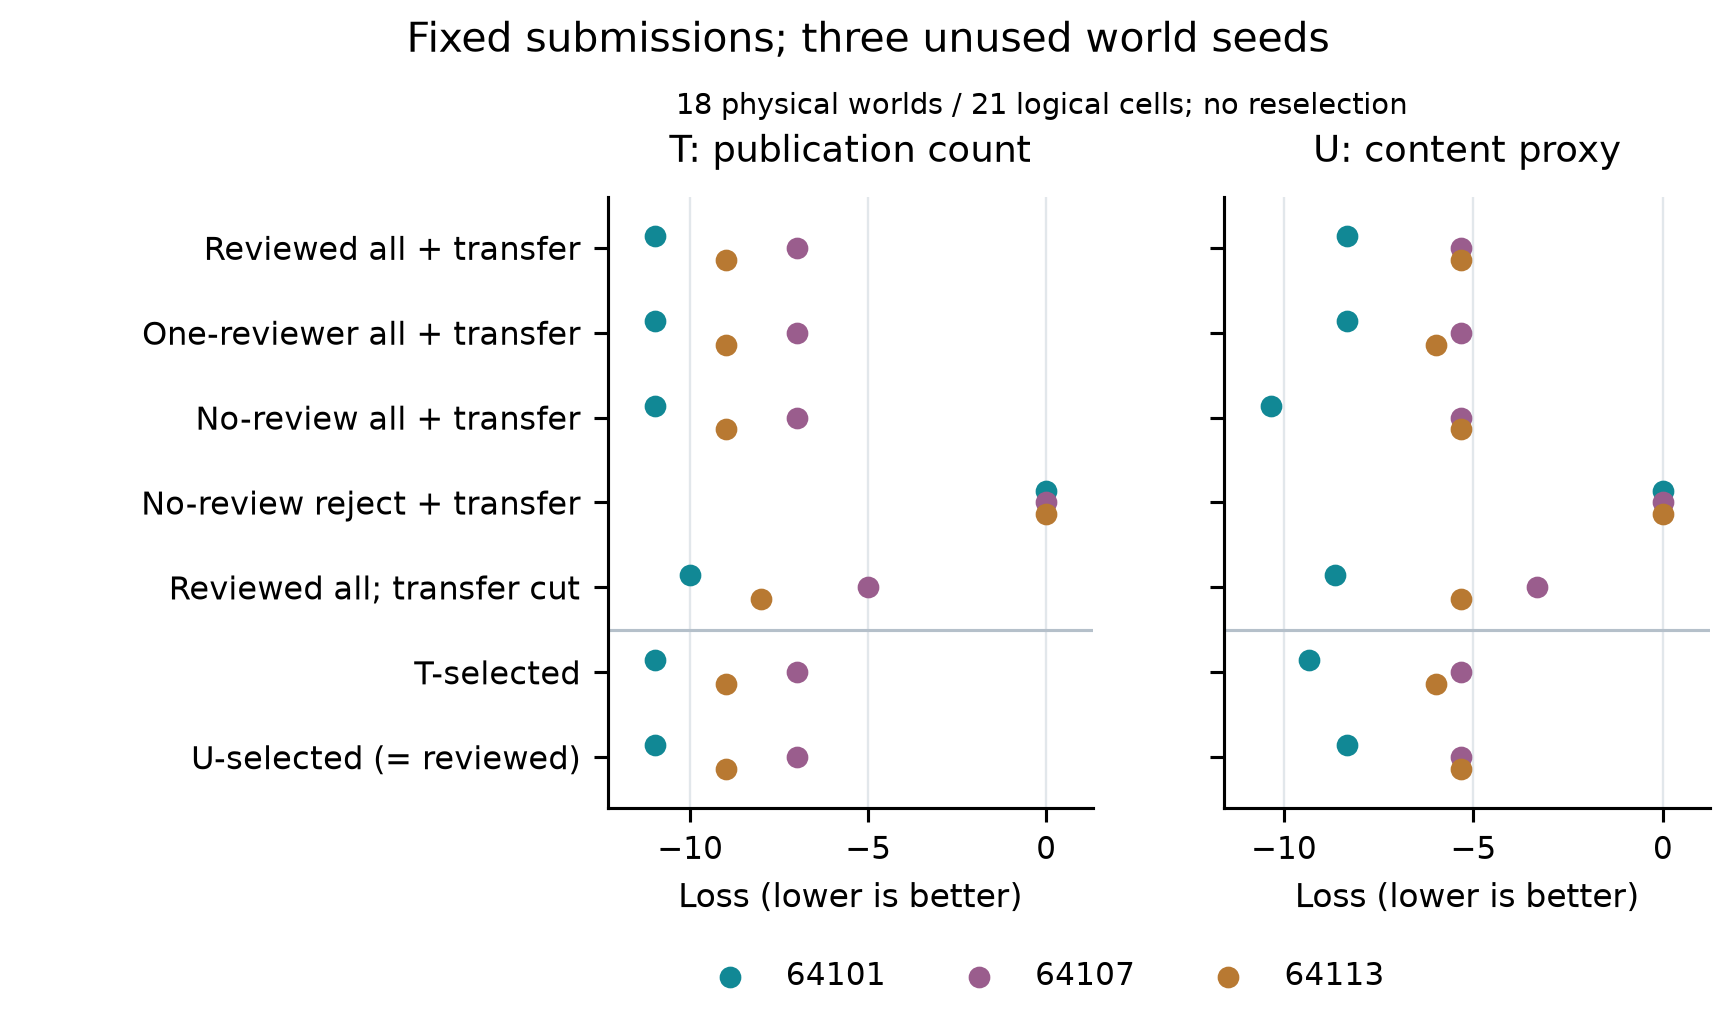 Fixed submissions; three unused world seeds
18 physical worlds / 21 logical cells; no reselection
T: publication count
U: content proxy
Reviewed all + transfer
One-reviewer all + transfer
No-review all + transfer
No-review reject + transfer
Reviewed all; transfer cut
T-selected
U-selected (= reviewed)
−10 −5 0
−10 −5 0
Loss (lower is better)
Loss (lower is better)
64101 64107 64113